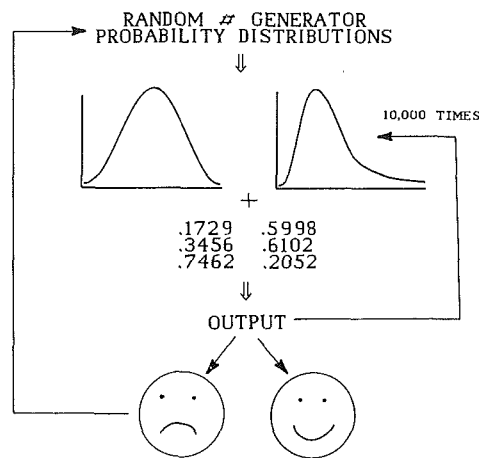 RANDOM # GENERATOR
PROBABILITY DISTRIBUTIONS
10,000 TIMES
+
.1729 .5998
.3456 .6102
.7462 .2052
OUTPUT